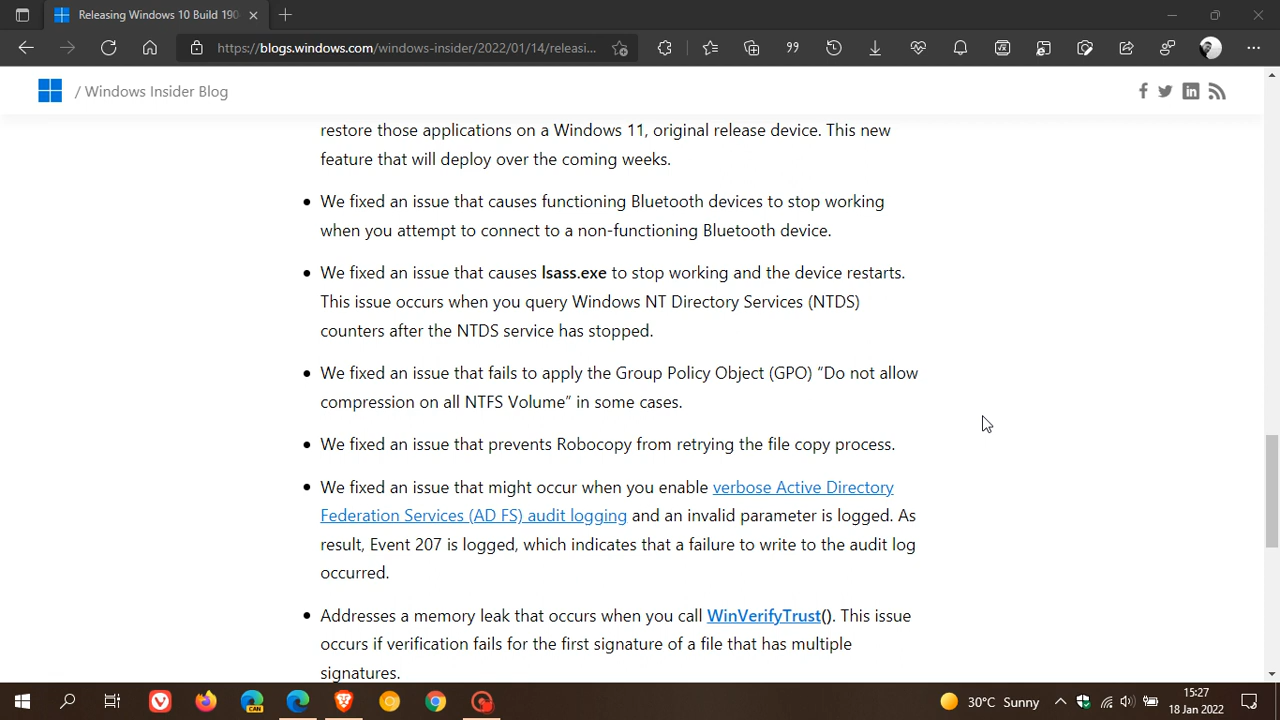 Releasing Windows 10 Build 190
https://blogs.windows.com/windows-insider/2022/01/14/releasi...
/ Windows Insider Blog
restore those applications on a Windows 11, original release device. This new
feature that will deploy over the coming weeks.
• We fixed an issue that causes functioning Bluetooth devices to stop working
when you attempt to connect to a non-functioning Bluetooth device.
• We fixed an issue that causes lsass.exe to stop working and the device restarts.
This issue occurs when you query Windows NT Directory Services (NTDS)
counters after the NTDS service has stopped.
• We fixed an issue that fails to apply the Group Policy Object (GPO) “Do not allow
compression on all NTFS Volume” in some cases.
• We fixed an issue that prevents Robocopy from retrying the file copy process.
• We fixed an issue that might occur when you enable verbose Active Directory
Federation Services (AD FS) audit logging and an invalid parameter is logged. As
result, Event 207 is logged, which indicates that a failure to write to the audit log
occurred.
• Addresses a memory leak that occurs when you call WinVerifyTrust(). This issue
occurs if verification fails for the first signature of a file that has multiple
signatures.
CAN
30°C Sunny
15:27
18 Jan 2022